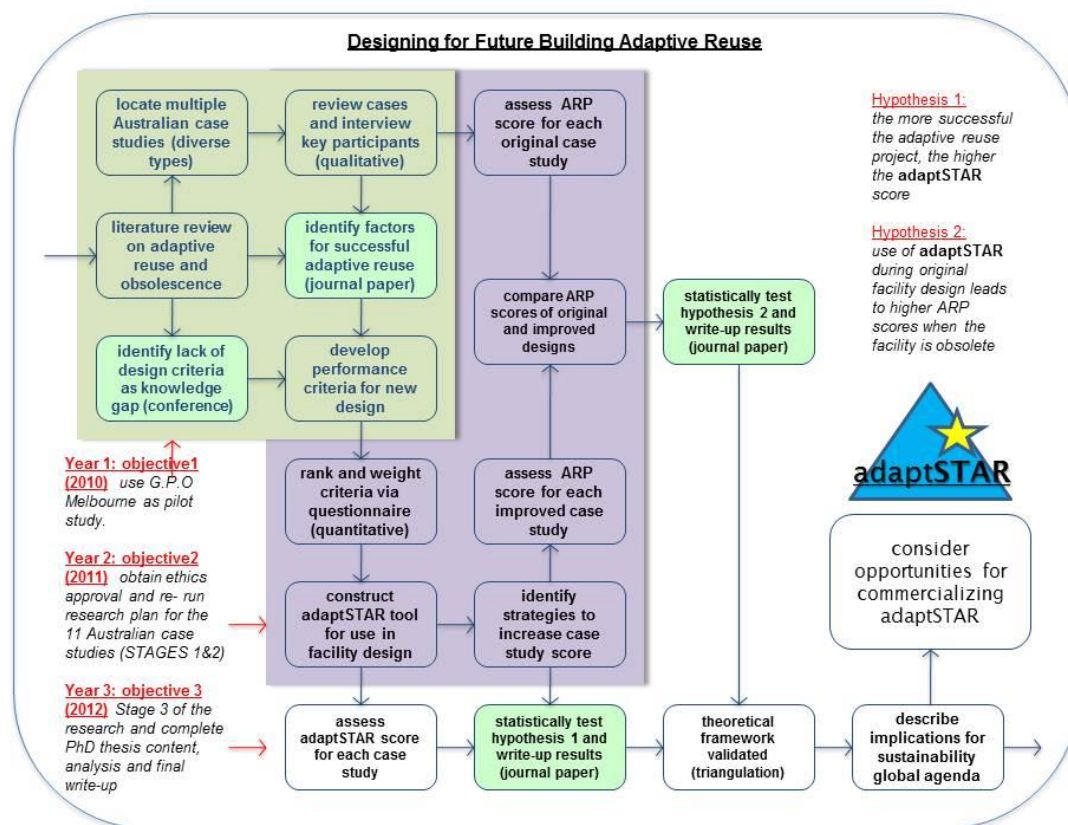 Designing for Future Building Adaptive Reuse
locate multiple
Australian case
studies (diverse
types)
review cases
and interview
key participants
(qualitative)
assess ARP
score for each
original case
study
Hypothesis 1:
the more successful
the adaptive reuse
project, the higher
the adaptSTAR
score
literature review
on adaptive
reuse and
obsolescence
identify factors
for successful
adaptive reuse
(journal paper)
Hypothesis 2:
use of adaptSTAR
during original
facility design leads
to higher ARP
scores when the
facility is obsolete
compare ARP
scores of original
and improved
designs
statistically test
hypothesis 2 and
write-up results
(journal paper)
identify lack of
design criteria
as knowledge
gap (conference)
develop
performance
criteria for new
design
Year 1: objective1
(2010) use G.P.O
Melbourne as pilot
study.
rank and weight
criteria via
questionnaire
(quantitative)
assess ARP
score for each
improved case
study
adaptSTAR
Year 2: objective2
(2011) obtain ethics
approval and re- run
research plan for the
11 Australian case
studies (STAGES 1&2)
construct
adaptSTAR tool
for use in
facility design
identify
strategies to
increase case
study score
consider
opportunities for
commercializing
adaptSTAR
Year 3: objective 3
(2012) Stage 3 of the
research and complete
PhD thesis content,
analysis and final
write-up
assess
adaptSTAR score
for each case
study
statistically test
hypothesis 1 and
write-up results
(journal paper)
theoretical
framework
validated
(triangulation)
describe
implications for
sustainability
global agenda